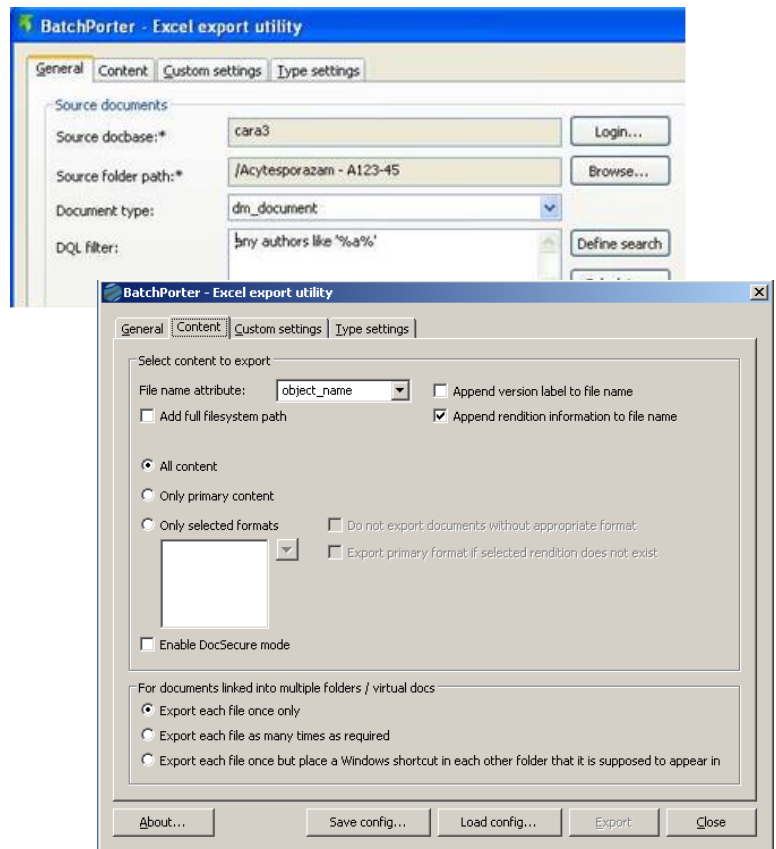 BatchPorter - Excel export utility
General Content Custom settings Type settings
Source documents
Source docbase:* cara3 Login...
Source folder path:* /Acytesporazam - A123-45 Browse...
Document type: dm_document
DQL filter: any authors like '%a%' Define search
BatchPorter - Excel export utility
General Content Custom settings Type settings
Select content to export
File name attribute: object_name Append version label to file name
Add full filesystem path Append rendition information to file name
All content
Only primary content
Only selected formats Do not export documents without appropriate format
Export primary format if selected rendition does not exist
Enable DocSecure mode
For documents linked into multiple folders / virtual docs
Export each file once only
Export each file as many times as required
Export each file once but place a Windows shortcut in each other folder that it is supposed to appear in
About... Save config... Load config... Export Close